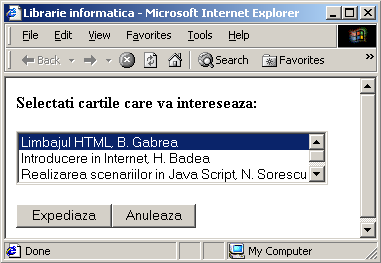 Librarie informatica - Microsoft Internet Explorer
File Edit View Favorites Tools Help
Back Search Favorites
Selectati cartile care va intereseaza:
Limbajul HTML, B. Gabrea
Introducere in Internet, H. Badea
Realizarea scenariilor in Java Script, N. Sorescu
Expediaza Anuleaza
Done My Computer